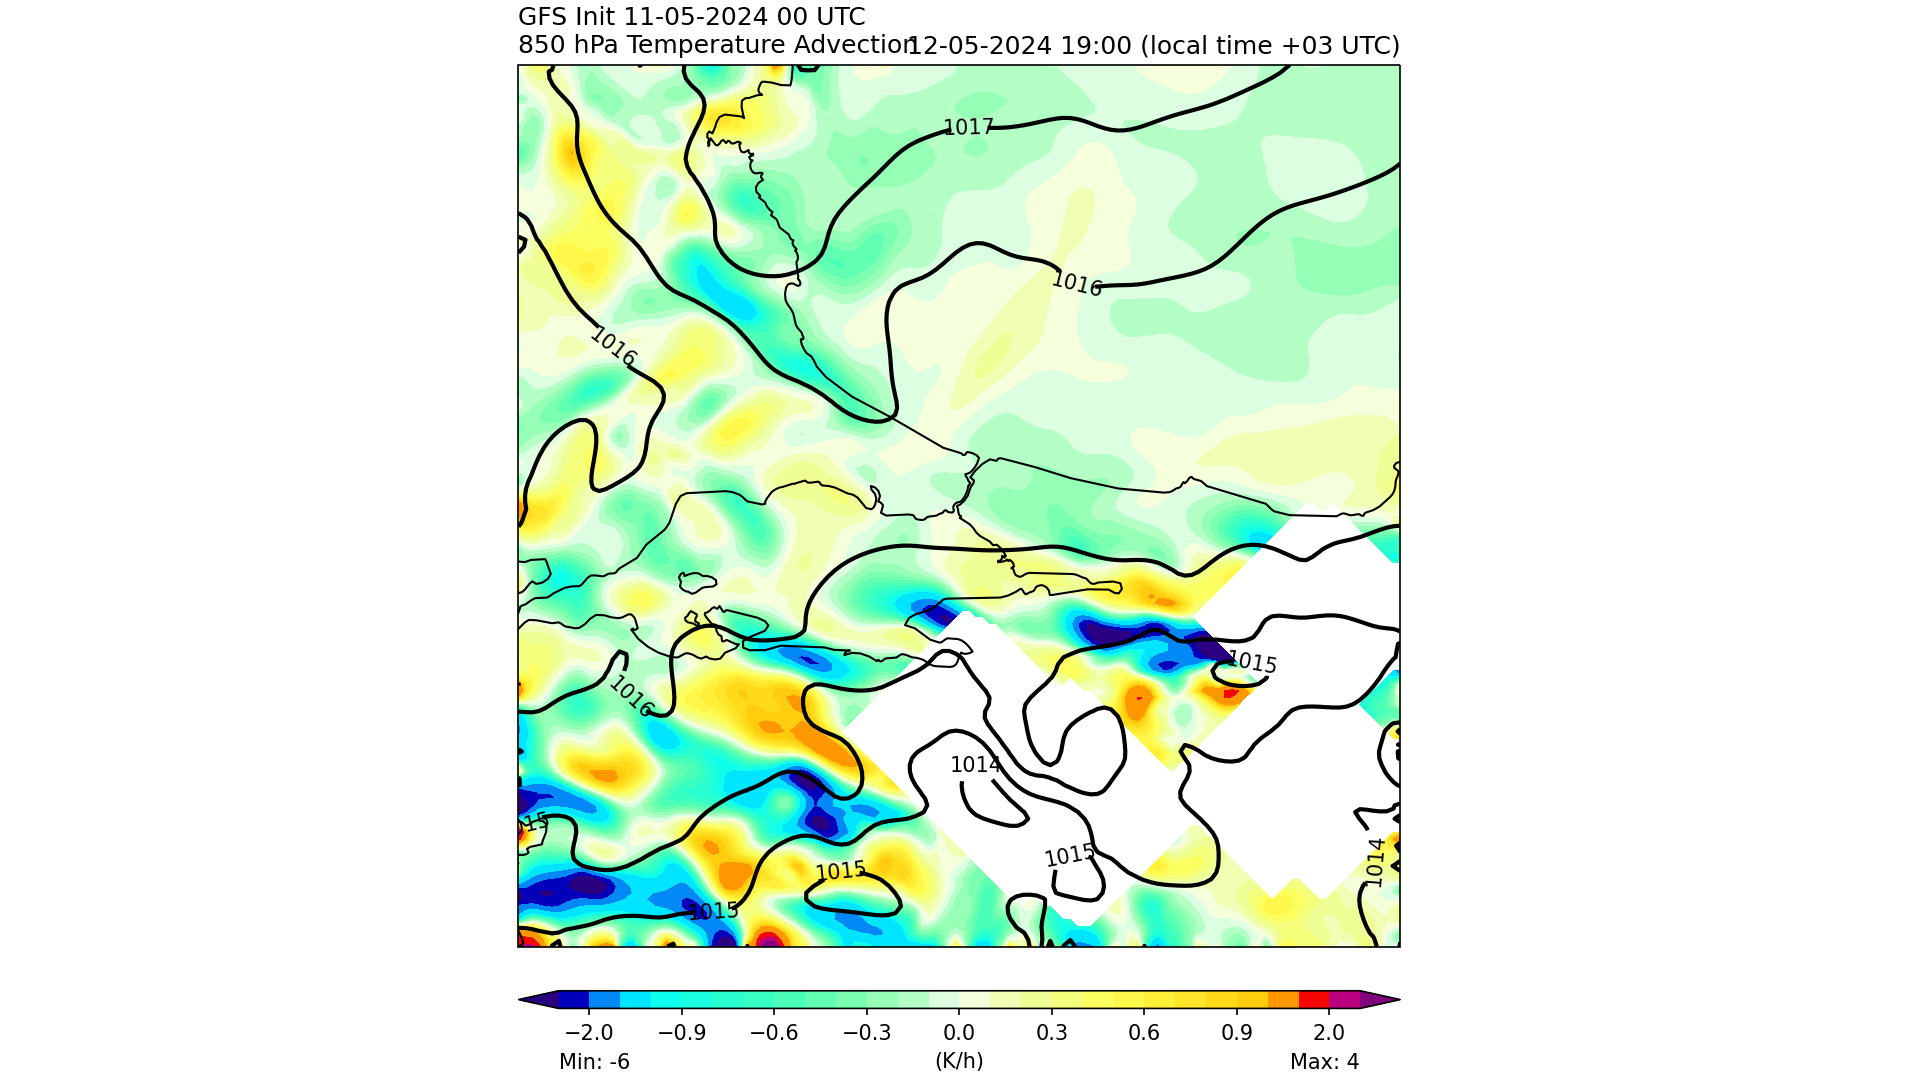 GFS Init 11-05-2024 00 UTC
850 hPa Temperature Advection
12-05-2024 19:00 (local time +03 UTC)
1017
1016
1016
1015
1016
1014
15
1015
1014
1015
1015
−2.0 −0.9 −0.6 −0.3 0.0 0.3 0.6 0.9 2.0
Min: -6 (K/h) Max: 4